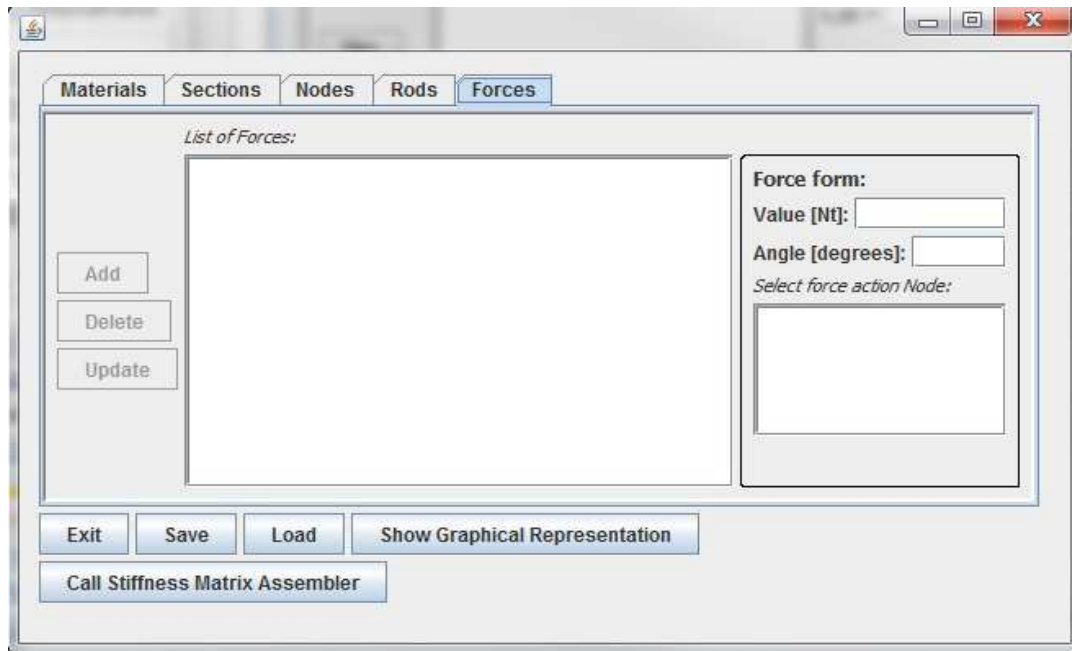 Materials Sections Nodes Rods Forces
List of Forces:
Force form:
Value [Nt]:
Angle [degrees]:
Select force action Node:
Add
Delete
Update
Exit Save Load Show Graphical Representation
Call Stiffness Matrix Assembler